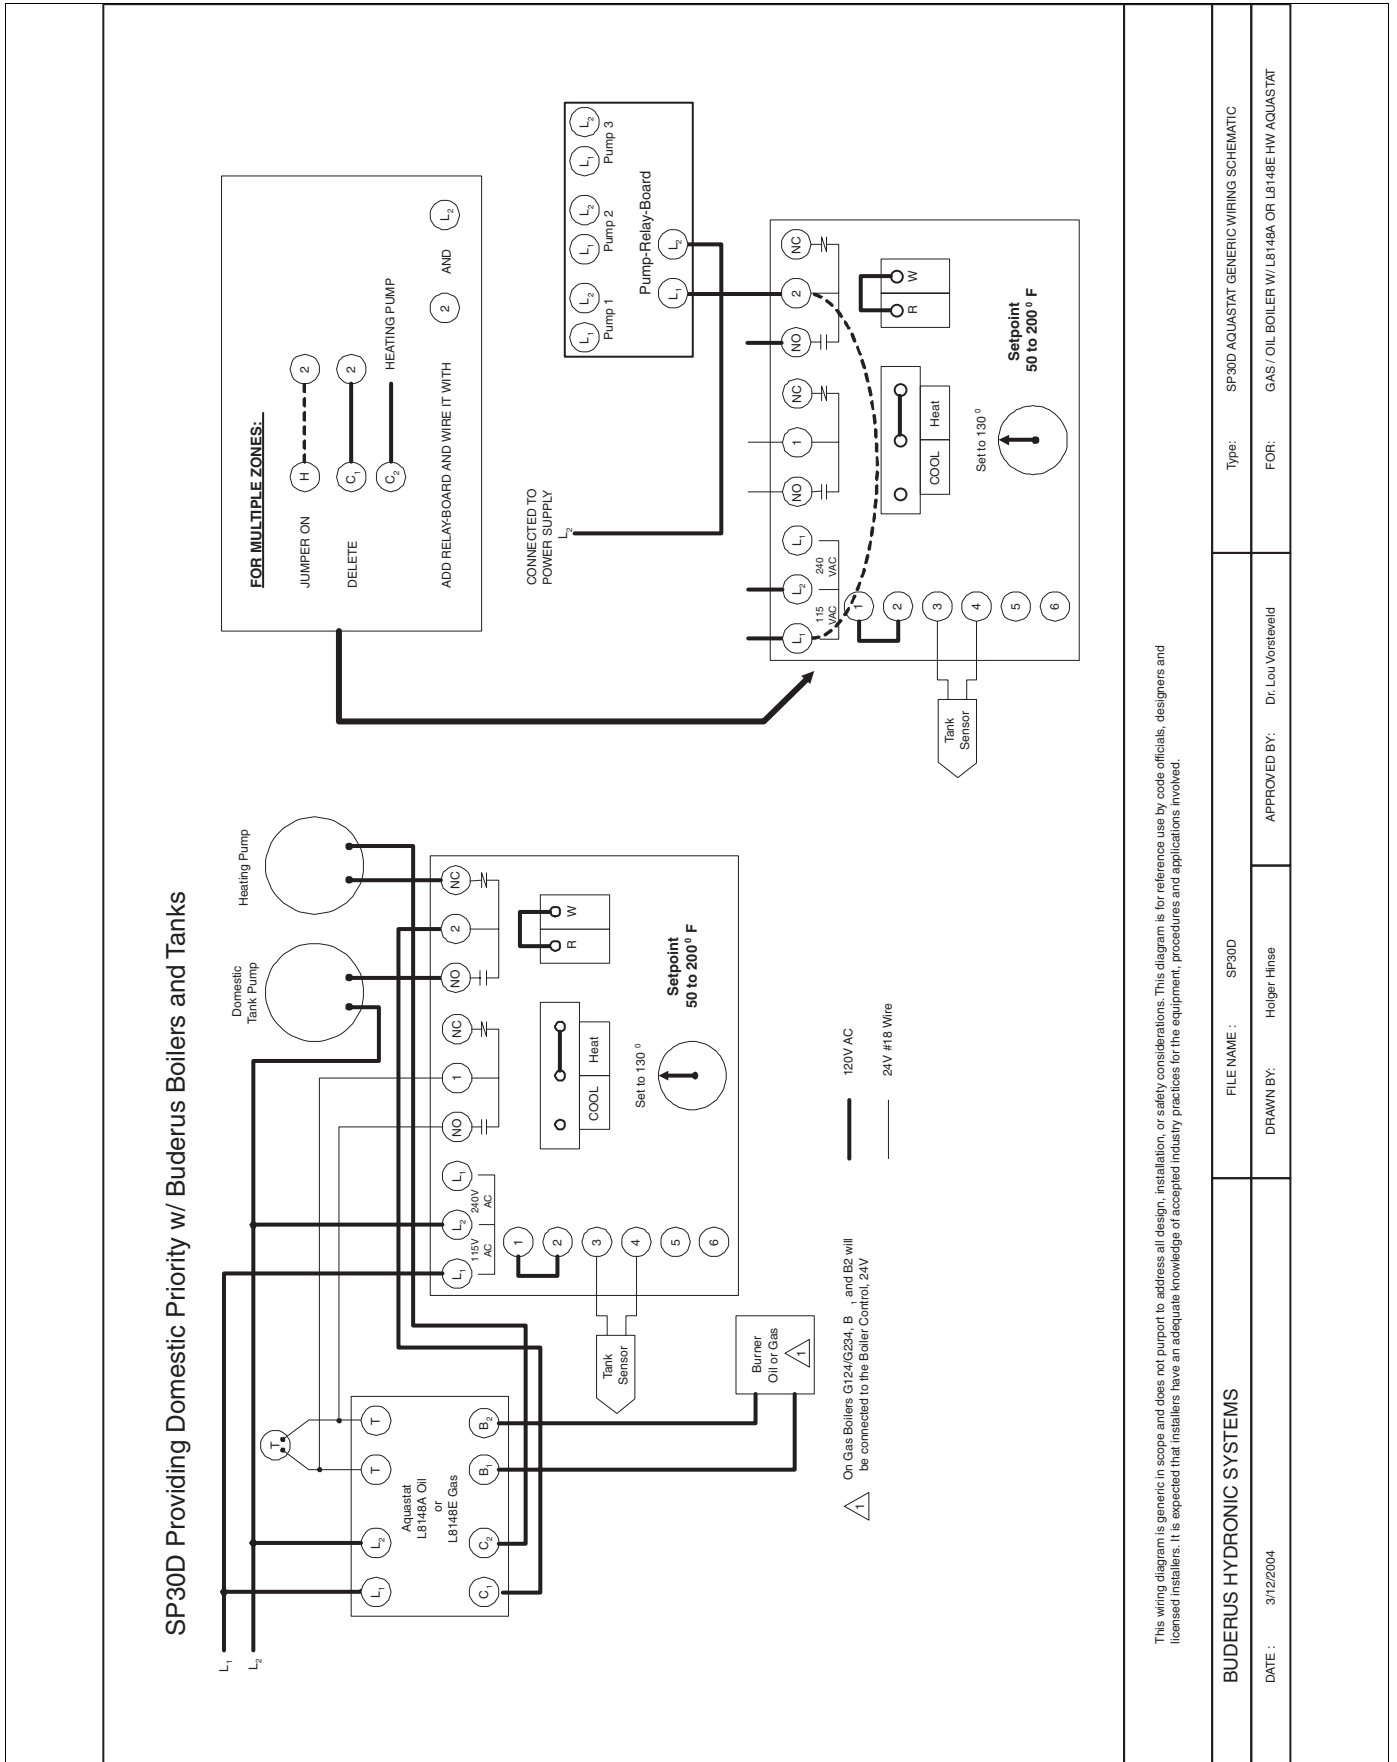 SP30D Providing Domestic Priority w/ Buderus Boilers and Tanks
L1
L2
T
Domestic
Tank Pump
Heating Pump
L1
L2
T
T
Aquastat
L8148A Oil
or
L8148E Gas
C1
C2
B1
B2
L1
L2
L1
NO
1
NC
NO
2
NC
115V
AC
240V
AC
1
2
3
4
5
6
COOL
Heat
R
W
Set to 130 0
Setpoint
50 to 200 0 F
Tank
Sensor
Burner
Oil or Gas
1
1
On Gas Boilers G124/G234, B 1 and B2 will
be connected to the Boiler Control, 24V
120V AC
24V #18 Wire
FOR MULTIPLE ZONES:
JUMPER ON
H
2
DELETE
C1
2
C2
HEATING PUMP
ADD RELAY-BOARD AND WIRE IT WITH
2
AND
L2
CONNECTED TO
POWER SUPPLY
L2
L1
L2
L1
L2
L1
L2
Pump 1
Pump 2
Pump 3
Pump-Relay-Board
L1
L2
L1
L2
L1
NO
1
NC
NO
2
NC
115
VAC
240
VAC
1
2
3
4
5
6
COOL
Heat
R
W
Set to 130 0
Setpoint
50 to 200 0 F
Tank
Sensor
This wiring diagram is generic in scope and does not purport to address all design, installation, or safety considerations. This diagram is for reference use by code officials, designers and
licensed installers. It is expected that installers have an adequate knowledge of accepted industry practices for the equipment, procedures and applications involved.
BUDERUS HYDRONIC SYSTEMS
FILE NAME : SP30D
Type: SP30D AQUASTAT GENERIC WIRING SCHEMATIC
DATE : 3/12/2004
DRAWN BY: Holger Hinse
APPROVED BY: Dr. Lou Vorsteveld
FOR: GAS / OIL BOILER W/ L8148A OR L8148E HW AQUASTAT